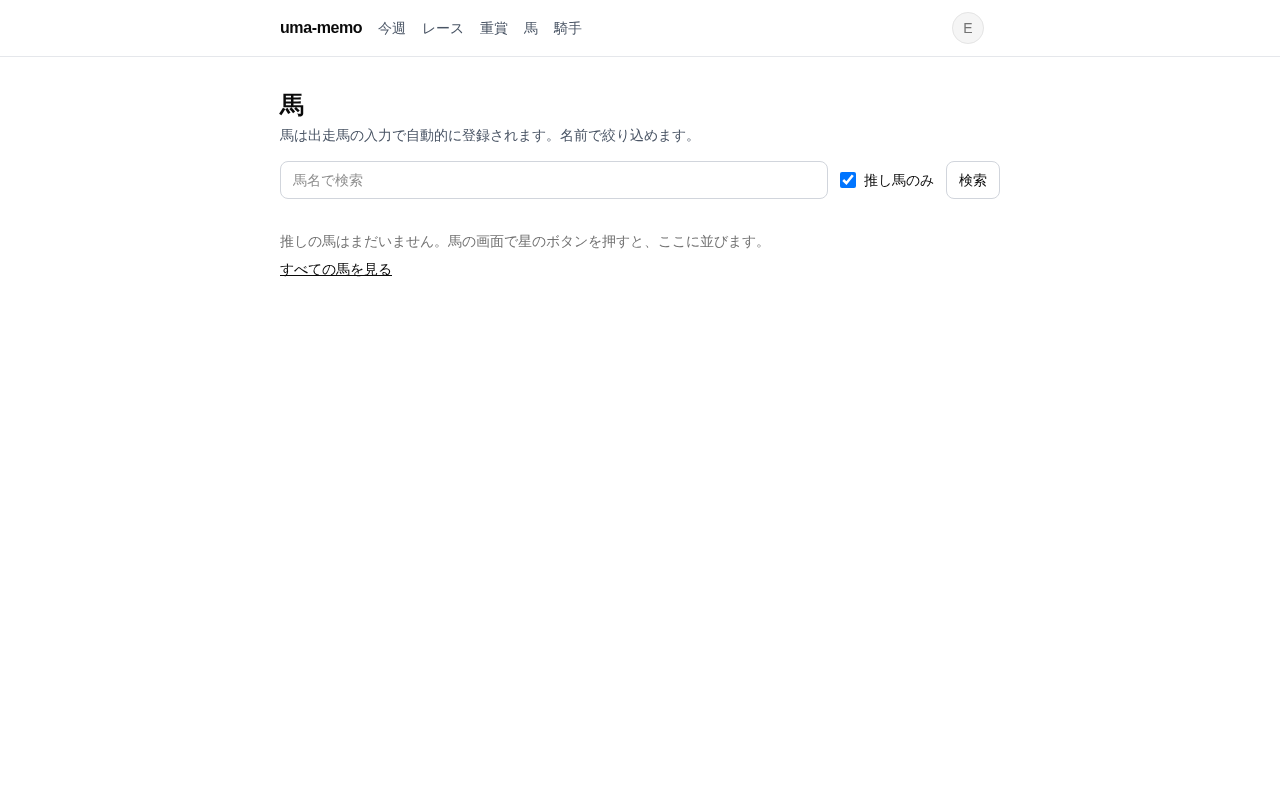 uma-memo 今週 レース 重賞 馬 騎手 E
馬
馬は出走馬の入力で自動的に登録されます。名前で絞り込めます。
馬名で検索 推し馬のみ 検索
推しの馬はまだいません。馬の画面で星のボタンを押すと、ここに並びます。
すべての馬を見る